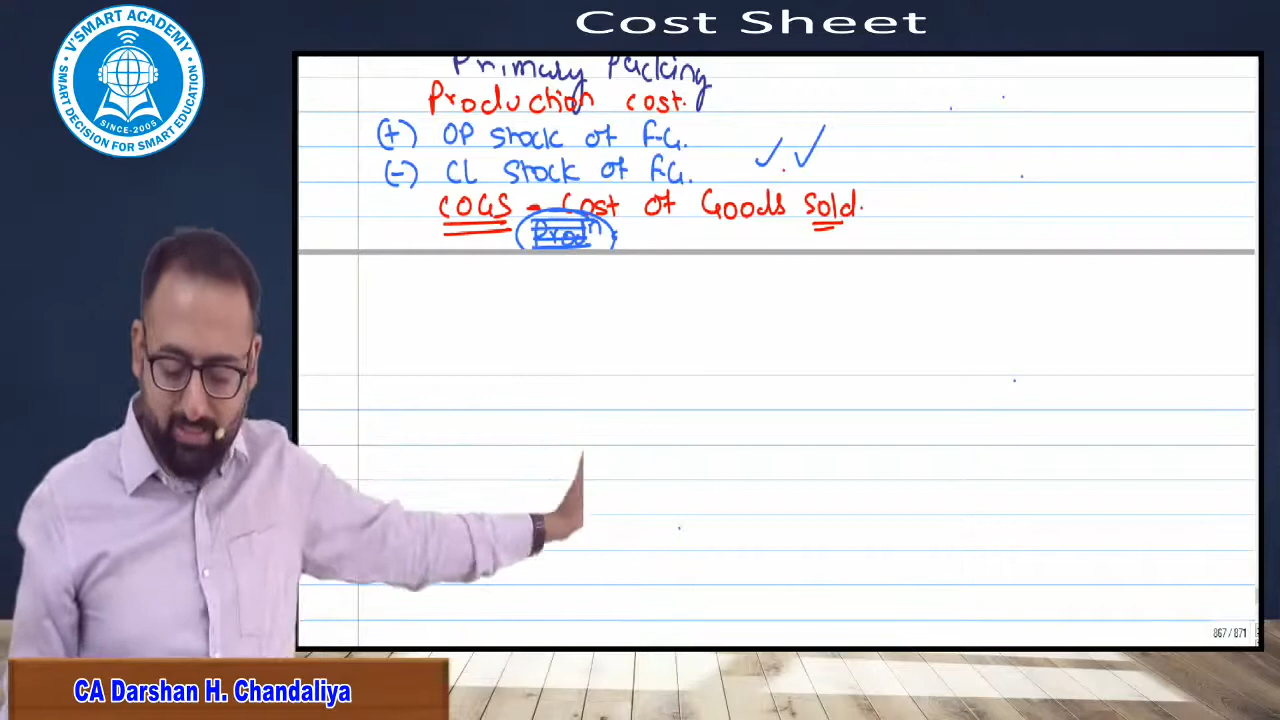 Cost Sheet
V'SMART ACADEMY
SINCE-2005
SMART DECISION FOR SMART EDUCATION
Primary Packing
Production cost.
(+) OP stock of F.G.
(-) CL Stock of F.G.
COGS - Cost of Goods Sold.
Prodn
867 / 871
CA Darshan H. Chandaliya